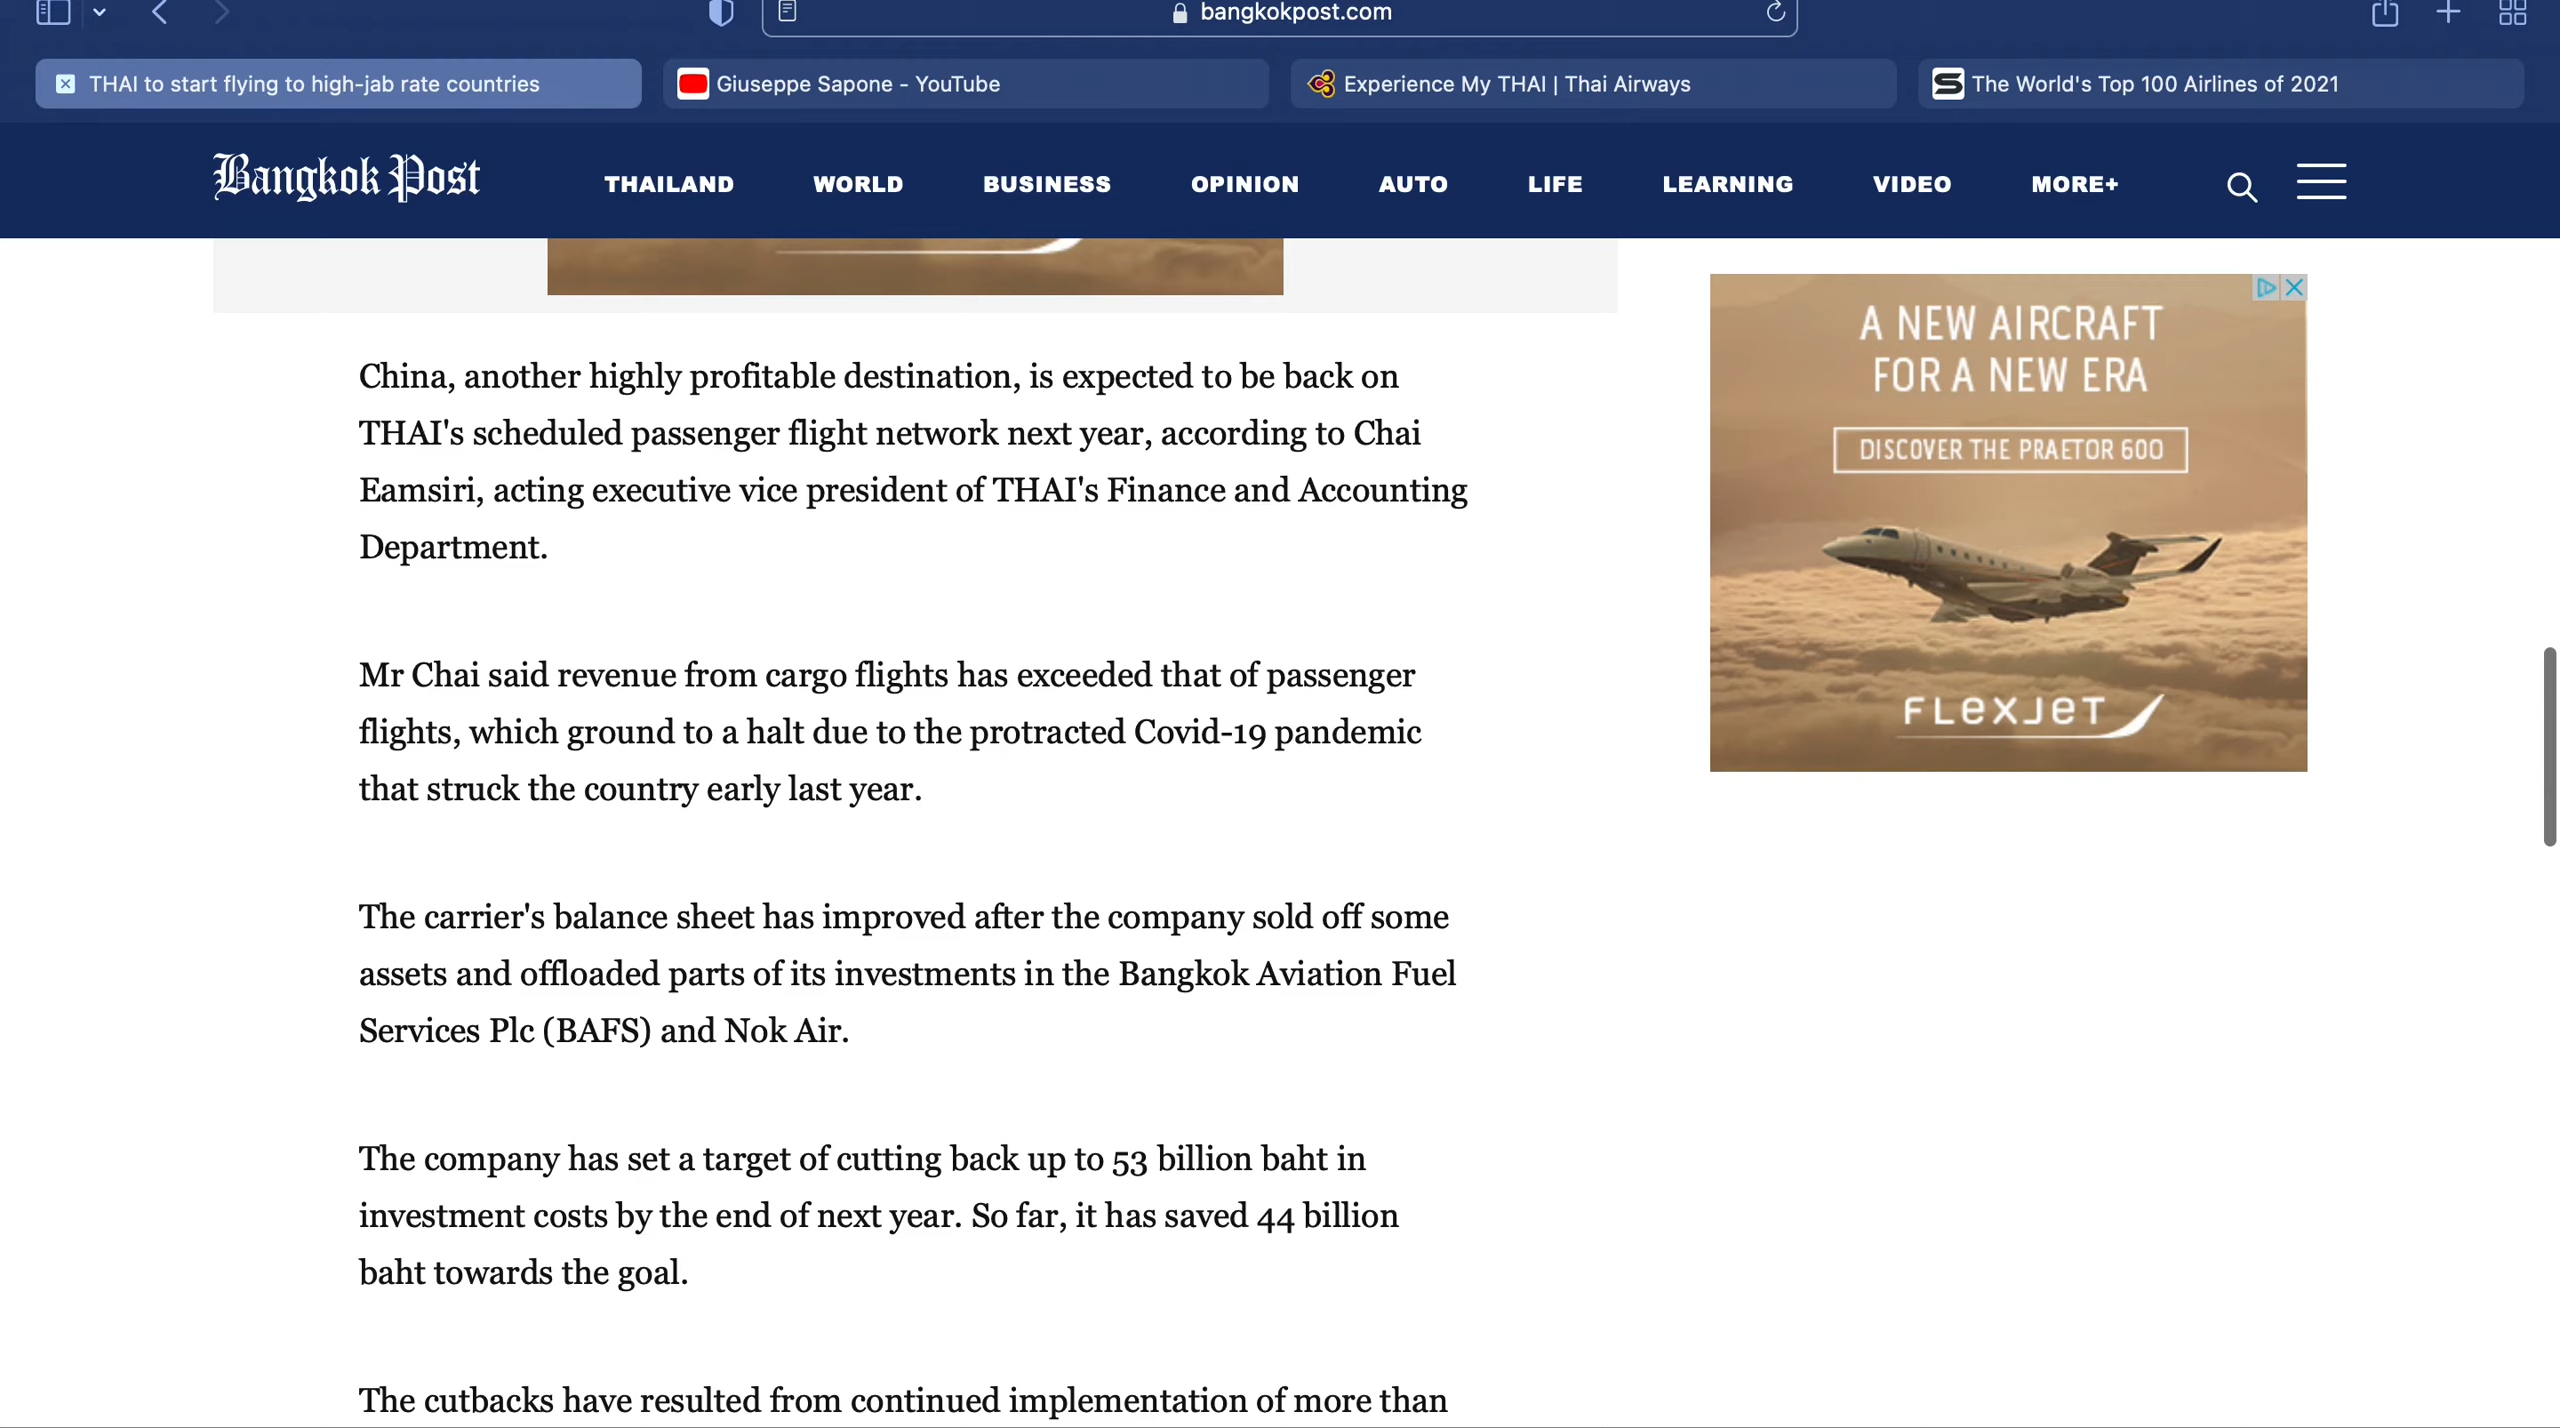 bangkokpost.com
THAI to start flying to high-jab rate countries
Giuseppe Sapone - YouTube
Experience My THAI | Thai Airways
The World's Top 100 Airlines of 2021
Bangkok Post
THAILAND
WORLD
BUSINESS
OPINION
AUTO
LIFE
LEARNING
VIDEO
MORE+
China, another highly profitable destination, is expected to be back on
THAI's scheduled passenger flight network next year, according to Chai
Eamsiri, acting executive vice president of THAI's Finance and Accounting
Department.
Mr Chai said revenue from cargo flights has exceeded that of passenger
flights, which ground to a halt due to the protracted Covid-19 pandemic
that struck the country early last year.
The carrier's balance sheet has improved after the company sold off some
assets and offloaded parts of its investments in the Bangkok Aviation Fuel
Services Plc (BAFS) and Nok Air.
The company has set a target of cutting back up to 53 billion baht in
investment costs by the end of next year. So far, it has saved 44 billion
baht towards the goal.
The cutbacks have resulted from continued implementation of more than
A NEW AIRCRAFT
FOR A NEW ERA
DISCOVER THE PRAETOR 600
FLEXJET